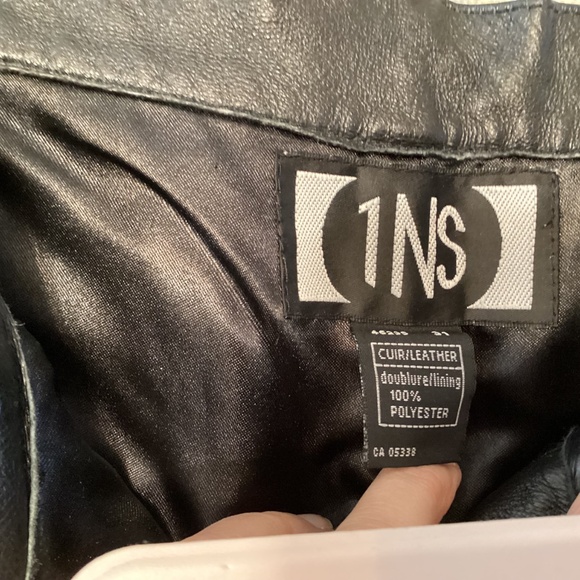 1NS
CUIR/LEATHER
doublure/lining
100%
POLYESTER
CA 05338